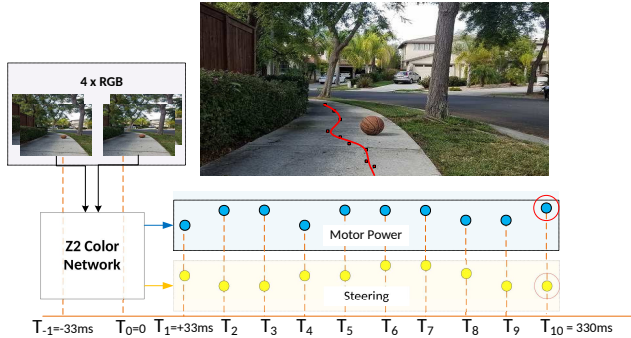 4 x RGB
Z2 Color
Network
Motor Power
Steering
T-1=-33ms T0=0 T1=+33ms T2 T3 T4 T5 T6 T7 T8 T9 T10 = 330ms